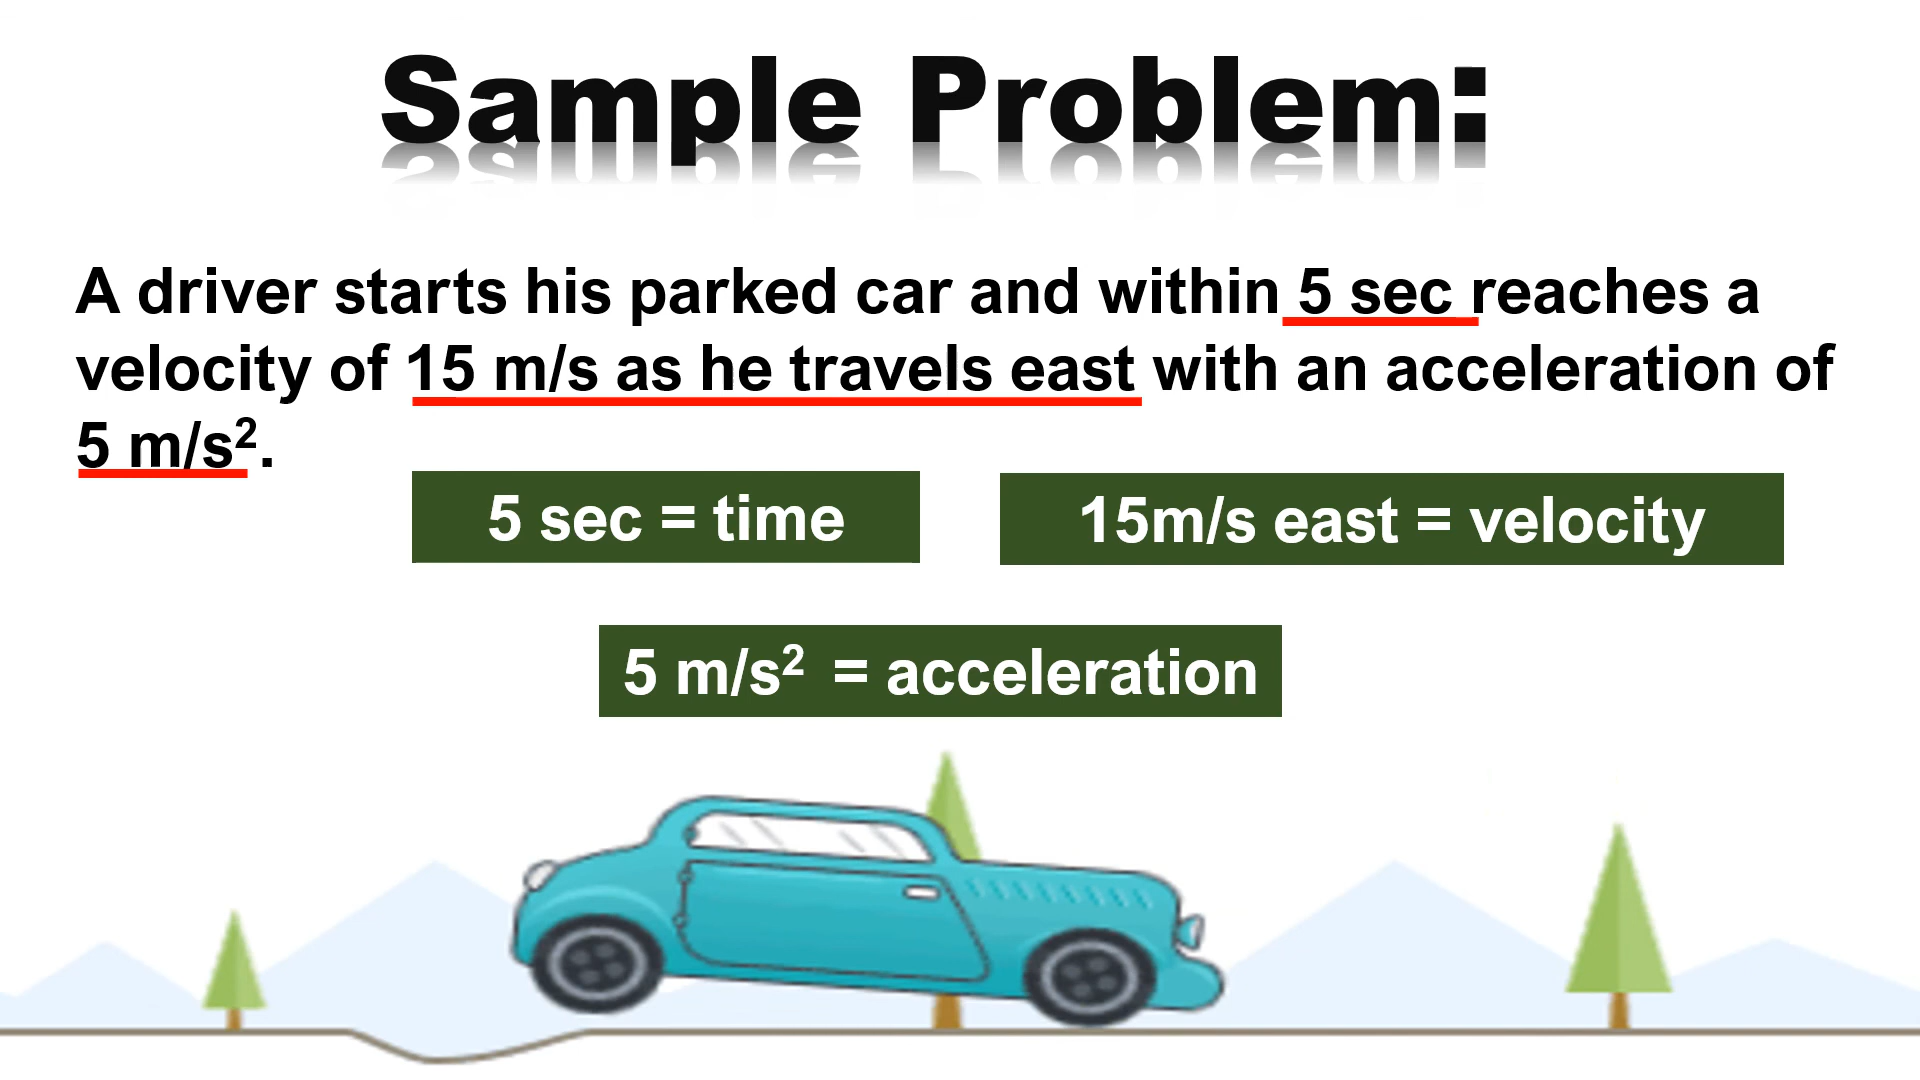 Sample Problem:
A driver starts his parked car and within 5 sec reaches a
velocity of 15 m/s as he travels east with an acceleration of
5 m/s².
5 sec = time
15m/s east = velocity
5 m/s² = acceleration